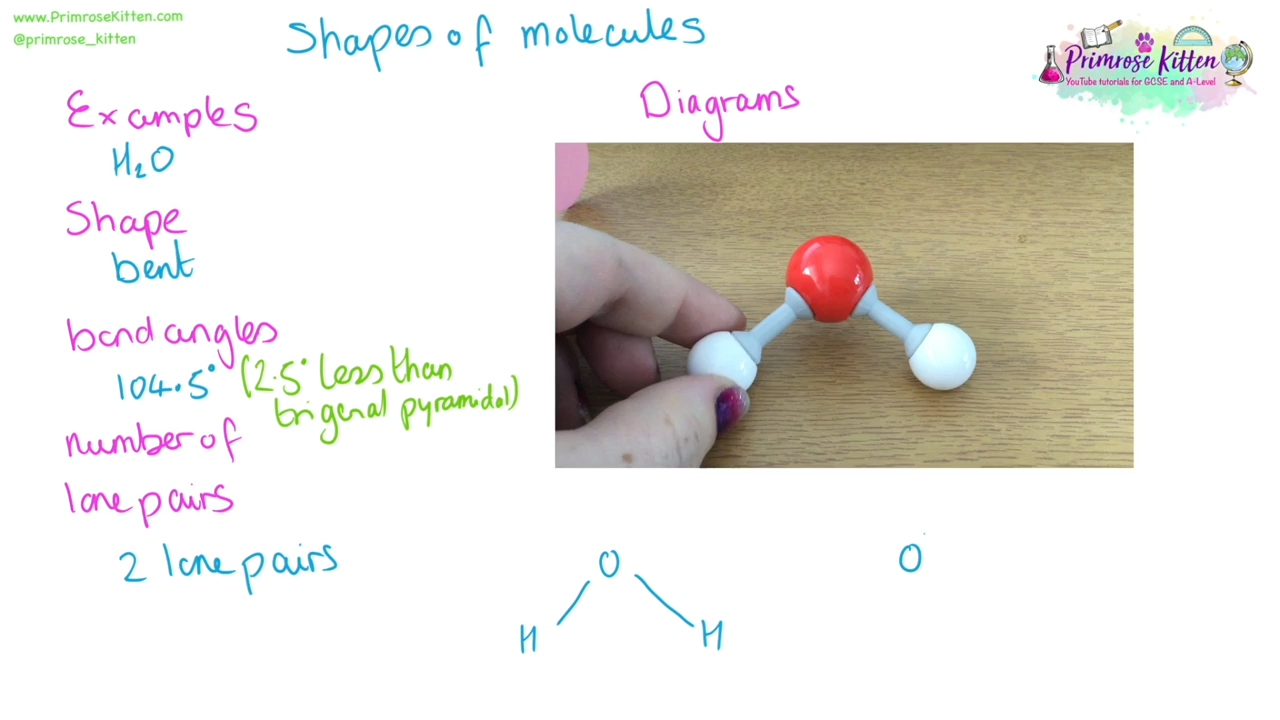 www.PrimroseKitten.com
@primrose_kitten
Shapes of molecules
Primrose Kitten
YouTube tutorials for GCSE and A-Level
Examples
H₂O
Shape
bent
bond angles
104.5° (2.5° less than
trigonal pyramidal)
number of
lone pairs
2 lone pairs
Diagrams
O
H H
O